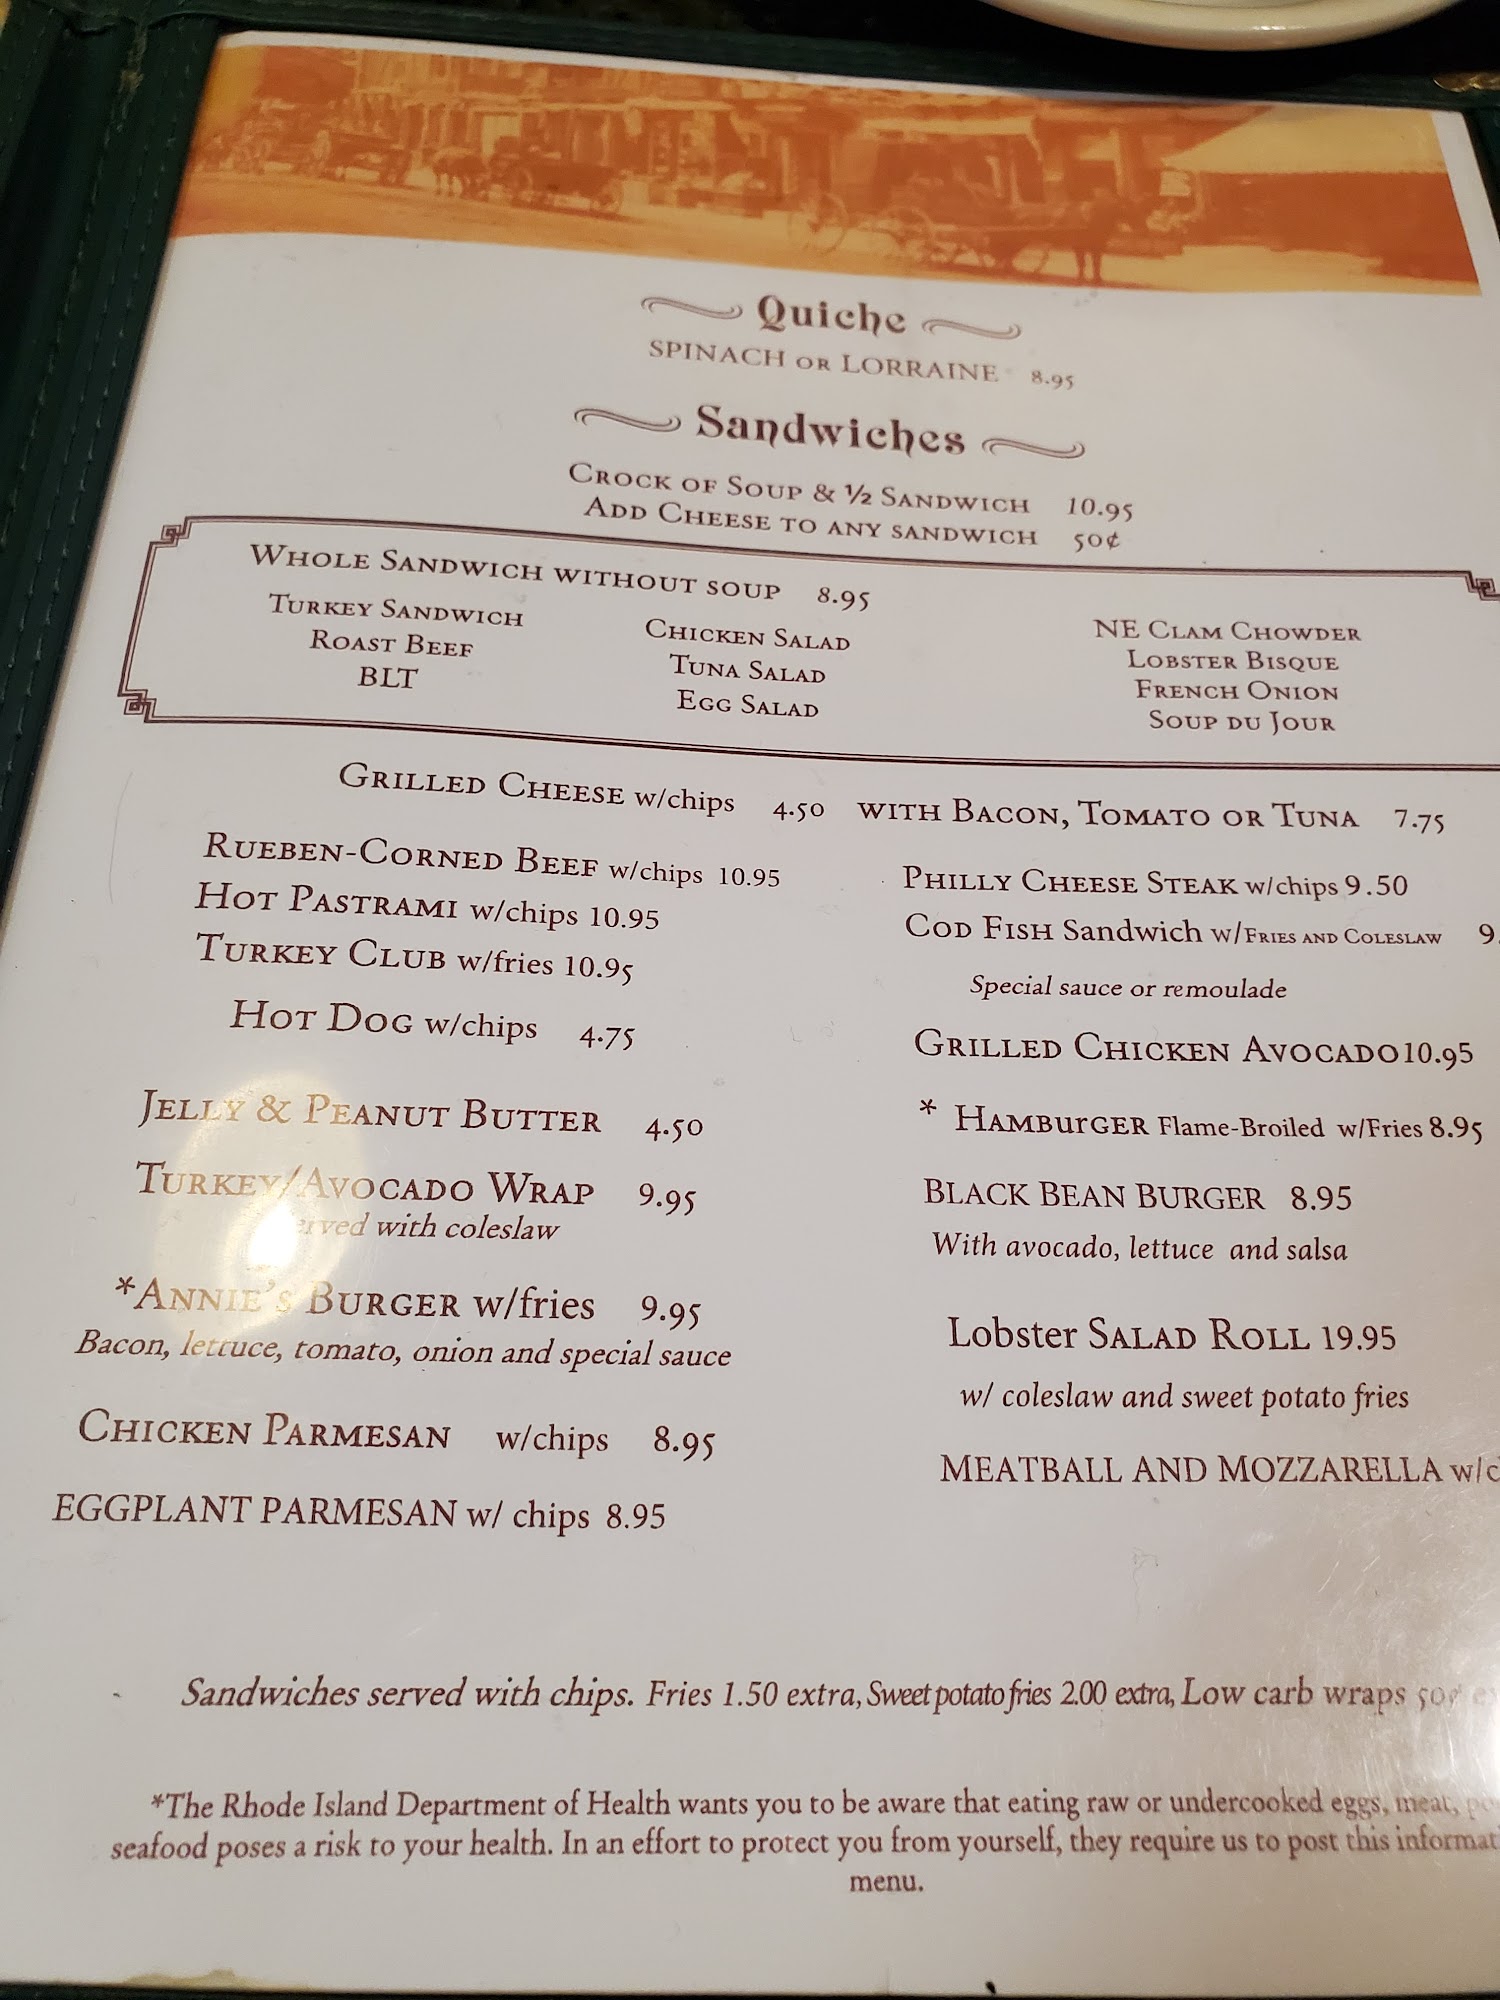 Quiche
SPINACH OR LORRAINE 8.95
Sandwiches
CROCK OF SOUP & ½ SANDWICH 10.95
ADD CHEESE TO ANY SANDWICH 50¢
WHOLE SANDWICH WITHOUT SOUP 8.95
TURKEY SANDWICH
ROAST BEEF
BLT
CHICKEN SALAD
TUNA SALAD
EGG SALAD
NE CLAM CHOWDER
LOBSTER BISQUE
FRENCH ONION
SOUP DU JOUR
GRILLED CHEESE w/chips 4.50 WITH BACON, TOMATO OR TUNA 7.75
RUEBEN-CORNED BEEF w/chips 10.95
HOT PASTRAMI w/chips 10.95
TURKEY CLUB w/fries 10.95
HOT DOG w/chips 4.75
JELLY & PEANUT BUTTER 4.50
TURKEY/AVOCADO WRAP 9.95
served with coleslaw
*ANNIE'S BURGER w/fries 9.95
Bacon, lettuce, tomato, onion and special sauce
CHICKEN PARMESAN w/chips 8.95
EGGPLANT PARMESAN w/ chips 8.95
PHILLY CHEESE STEAK w/chips 9.50
COD FISH Sandwich w/FRIES AND COLESLAW 9.
Special sauce or remoulade
GRILLED CHICKEN AVOCADO10.95
* HAMBURGER Flame-Broiled w/Fries 8.95
BLACK BEAN BURGER 8.95
With avocado, lettuce and salsa
Lobster SALAD ROLL 19.95
w/ coleslaw and sweet potato fries
MEATBALL AND MOZZARELLA w/c
Sandwiches served with chips. Fries 1.50 extra, Sweet potato fries 2.00 extra, Low carb wraps 50¢
*The Rhode Island Department of Health wants you to be aware that eating raw or undercooked eggs, meat,
seafood poses a risk to your health. In an effort to protect you from yourself, they require us to post this informat
menu.